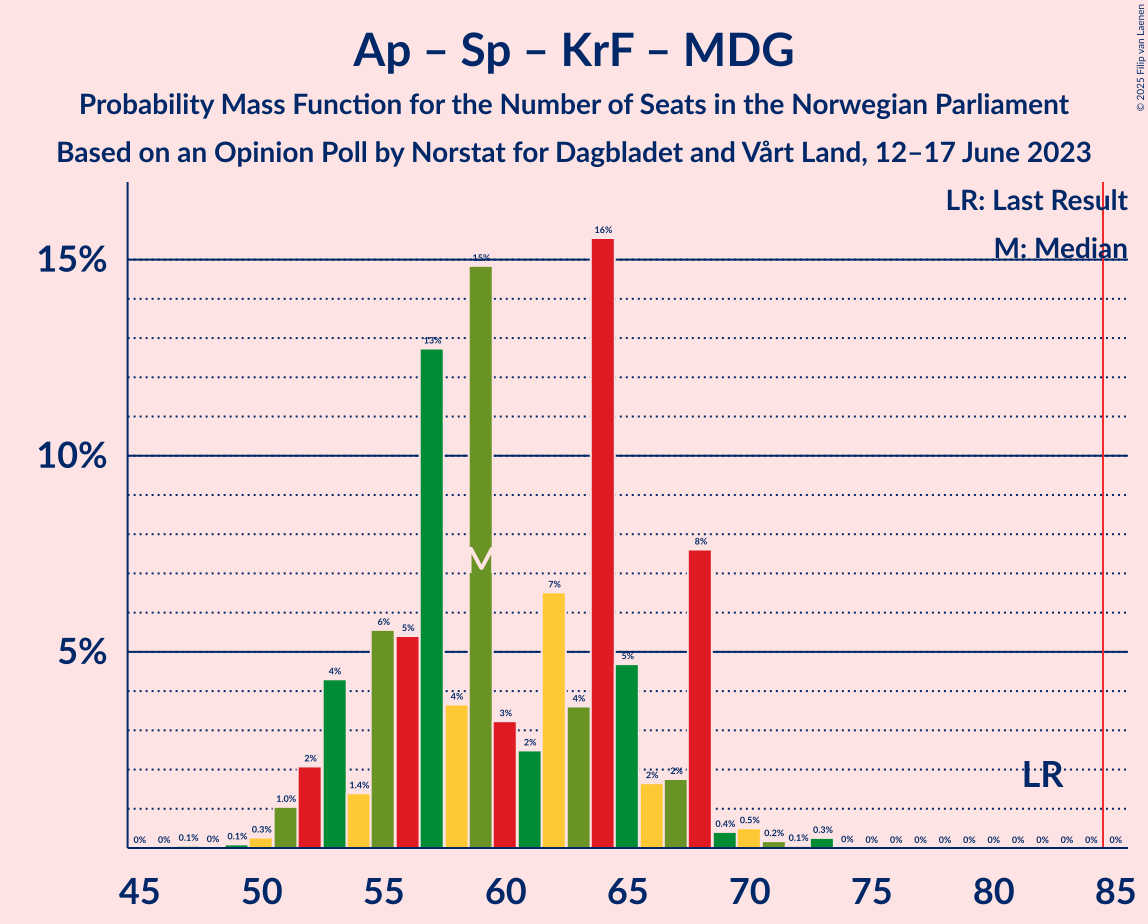 Ap – Sp – KrF – MDG
Probability Mass Function for the Number of Seats in the Norwegian Parliament
Based on an Opinion Poll by Norstat for Dagbladet and Vårt Land, 12–17 June 2023
© 2025 Filip van Laenen
LR: Last Result
M: Median
15%
10%
5%
0% 0% 0.1% 0% 0.1% 0.3% 1.0% 2% 4% 1.4% 6% 5% 13% 4% 15% 3% 2% 7% 4% 16% 5% 2% 2% 8% 0.4% 0.5% 0.2% 0.1% 0.3% 0% 0% 0% 0% 0% 0% 0% 0% 0% 0% 0% 0%
M
LR
45 50 55 60 65 70 75 80 85